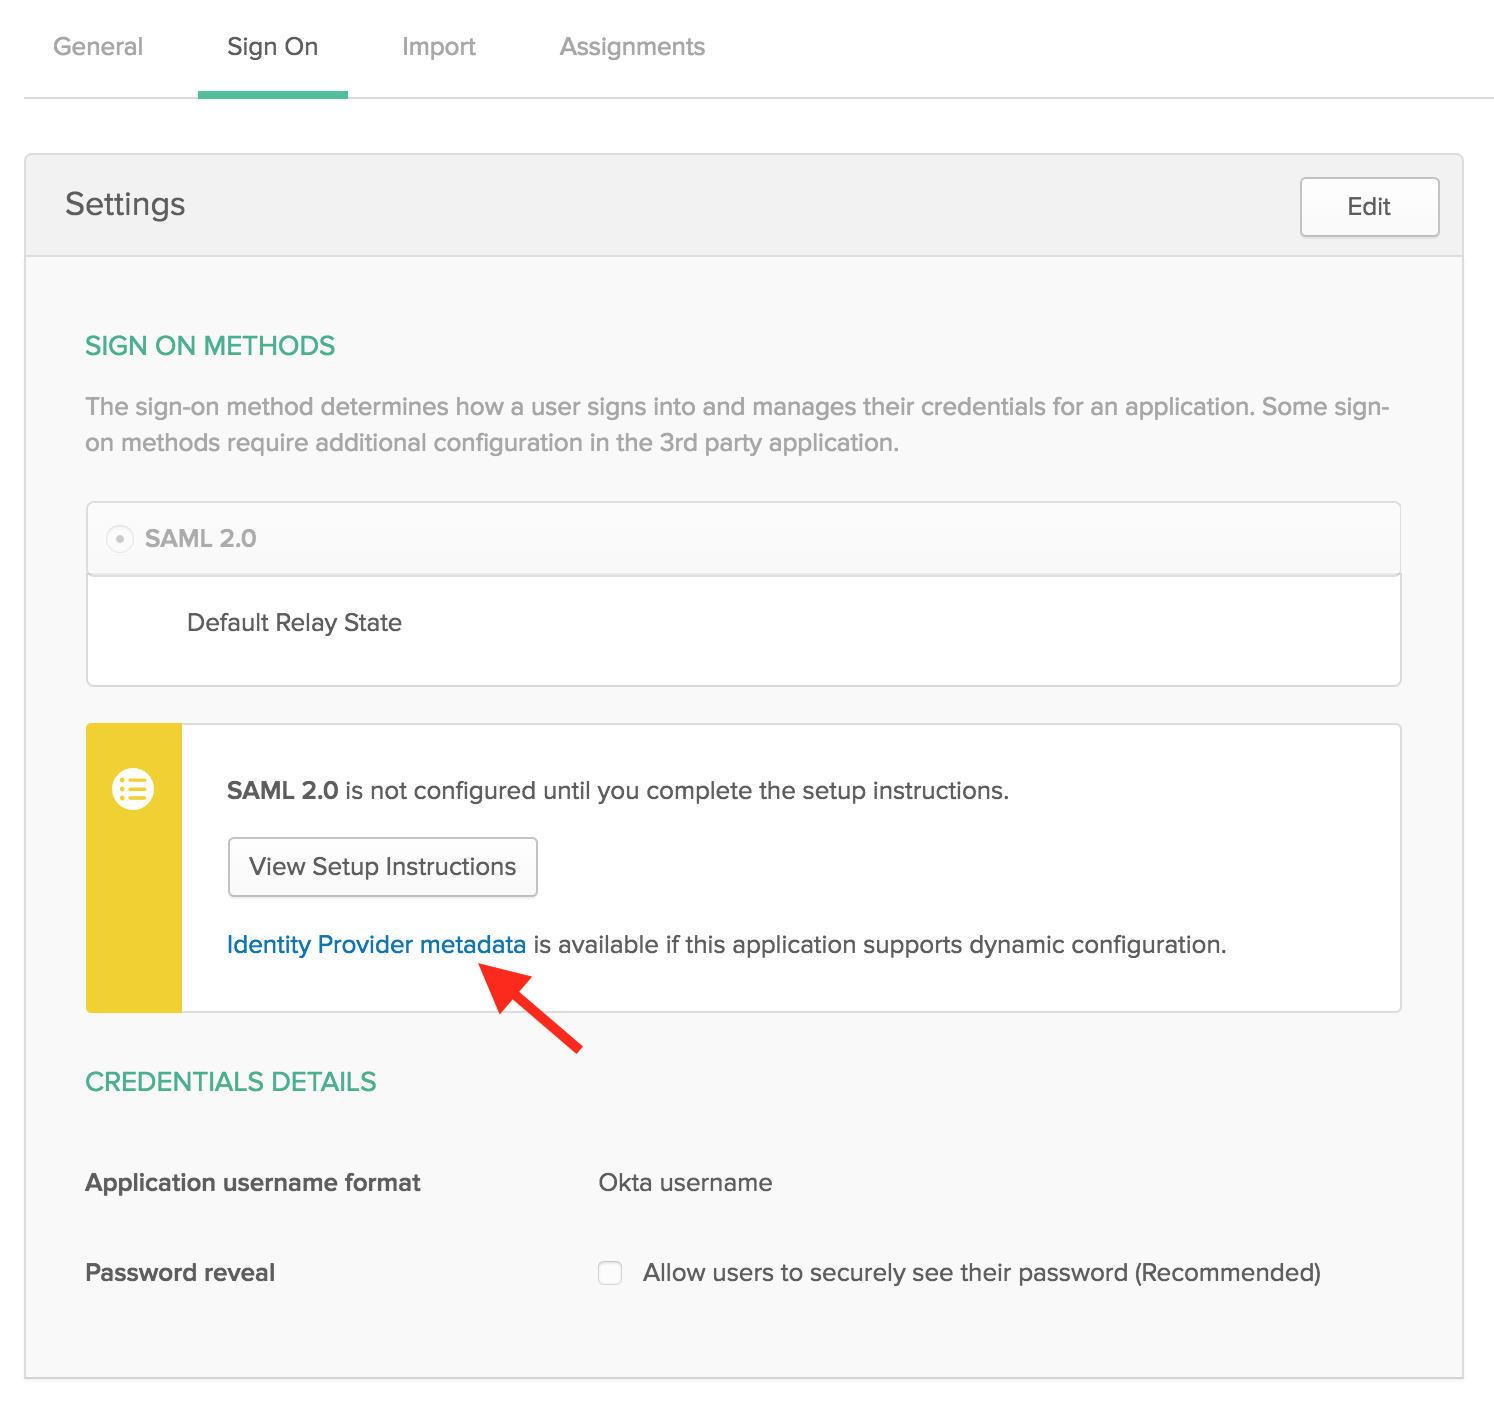 General Sign On Import Assignments
Settings Edit
SIGN ON METHODS
The sign-on method determines how a user signs into and manages their credentials for an application. Some sign-
on methods require additional configuration in the 3rd party application.
SAML 2.0
Default Relay State
SAML 2.0 is not configured until you complete the setup instructions.
View Setup Instructions
Identity Provider metadata is available if this application supports dynamic configuration.
CREDENTIALS DETAILS
Application username format Okta username
Password reveal Allow users to securely see their password (Recommended)